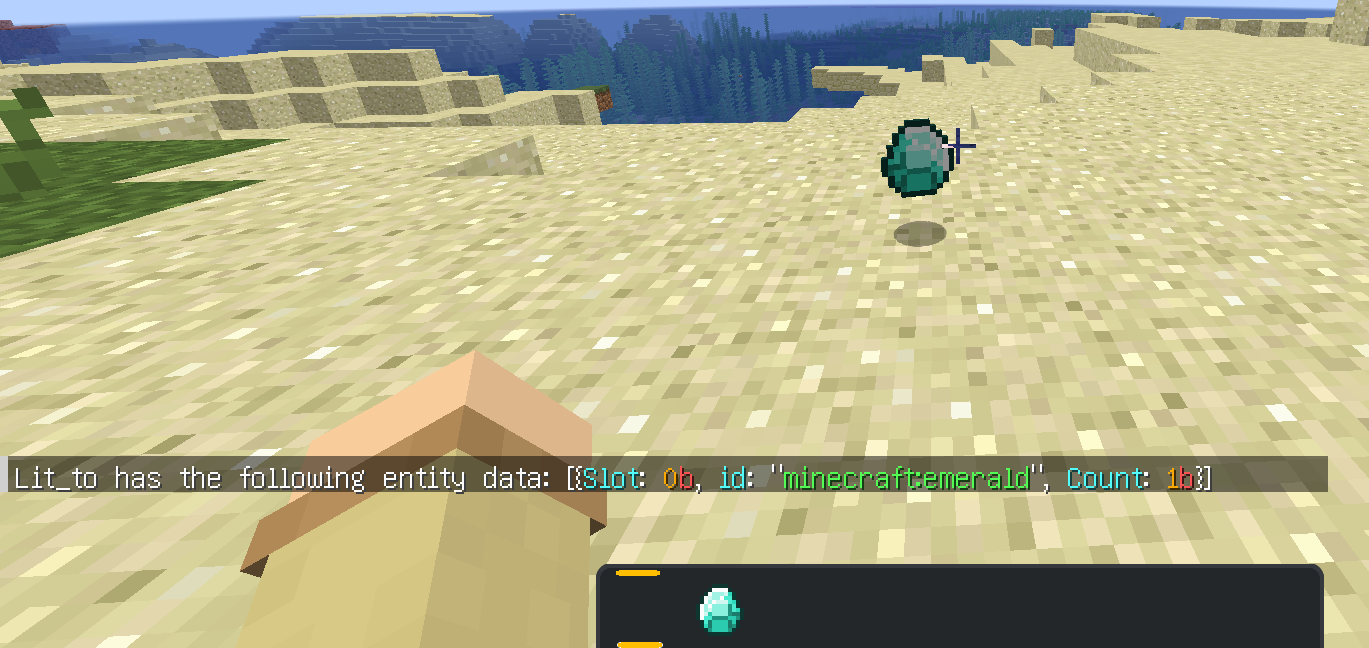 Lit_to has the following entity data: [{Slot: 0b, id: "minecraft:emerald", Count: 1b}]